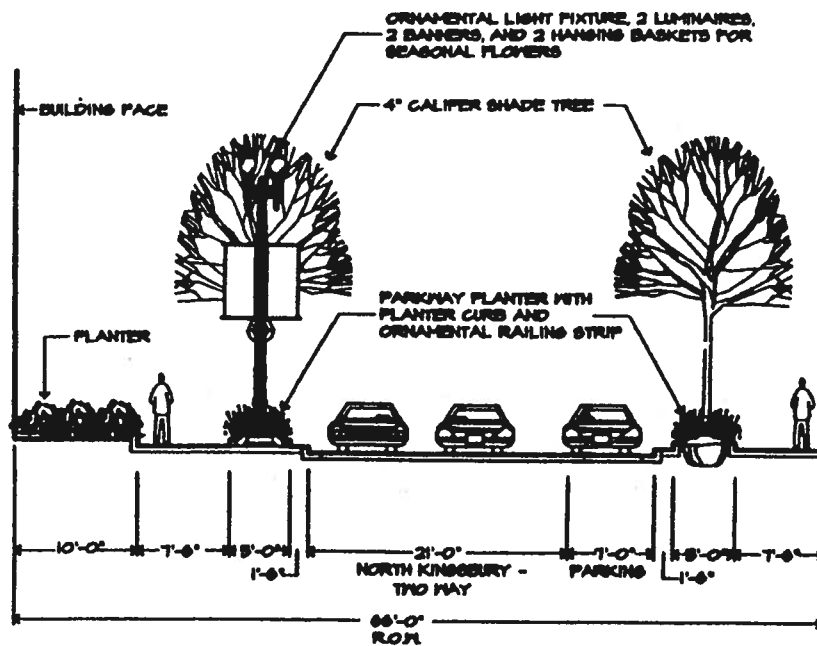 ORNAMENTAL LIGHT FIXTURE, 2 LUMINAIRES,
2 BANNERS, AND 2 HANGING BASKETS FOR
SEASONAL FLOWERS
BUILDING FACE
4" CALIPER SHADE TREE
PARKWAY PLANTER WITH
PLANTER CURB AND
ORNAMENTAL RAILING STRIP
PLANTER
10'-0" 7'-6" 5'-0" 21'-0" 7'-0" 5'-0" 7'-6"
1'-6" NORTH KINGSBURY - PARKING 1'-6"
TWO WAY
66'-0"
R.O.W.